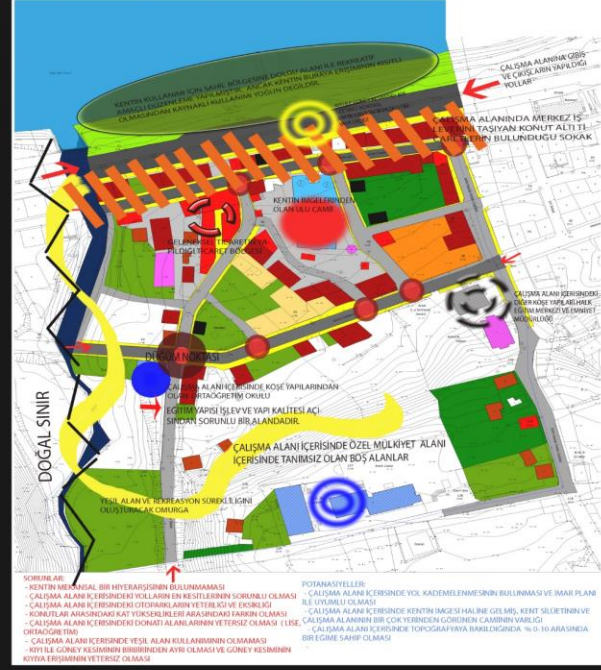 KENTİN KULLANIMI İÇİN SAHİL BÖLGESİNE DOLGU ALANI İLE REKREATİF
AMAÇLI DÜZENLEME YAPILMIŞTIR. ANCAK KENTİN BURAYA ERİŞİMİNİN KISITLI
OLMASINDAN KAYNAKLI KULLANIM YOĞUN DEĞİLDİR.
ÇALIŞMA ALANINA GİRİŞ
VE ÇIKIŞLARIN YAPILDIĞI
YOLLAR
ÇALIŞMA ALANINDA MERKEZ İŞ
LEVLERİNİ TAŞIYAN KONUT ALTI Tİ
CARETLERİN BULUNDUĞU SOKAK
KENTİN İMGELERİNDEN
OLAN ULU CAMİİ
GELENEKSEL TİCARETİN YA
PILDIĞI TİCARET BÖLGESİ
ÇALIŞMA ALANI İÇERİSİNDEKİ
DİĞER KÖŞE YAPILARI HALK
EĞİTİM MERKEZİ VE EMNİYET
MÜDÜRLÜĞÜ
DÜĞÜM NOKTASI
ÇALIŞMA ALANI İÇERİSİNDE KÖŞE YAPILARINDAN
OLAN ORTAÖĞRETİM OKULU
EĞİTİM YAPISI İŞLEV VE YAPI KALİTESİ AÇI
SINDAN SORUNLU BİR ALANDADIR.
DOĞAL SINIR
ÇALIŞMA ALANI İÇERİSİNDE ÖZEL MÜLKİYET ALANI
İÇERİSİNDE TANIMSIZ OLAN BOŞ ALANLAR
YEŞİL ALAN VE REKREASYON SÜREKLİLİĞİNİ
OLUŞTURACAK OMURGA
SORUNLAR:
- KENTİN MEKANSAL BİR HİYERARŞİSİNİN BULUNMAMASI
- ÇALIŞMA ALANI İÇERİSİNDEKİ YOLLARIN EN KESİTLERİNİN SORUNLU OLMASI
- ÇALIŞMA ALANI İÇERİSİNDEKİ OTOPARKLARIN YETERLİĞİ VE EKSİKLİĞİ
- KONUTLAR ARASINDAKİ KAT YÜKSEKLİKLERİ ARASINDAKİ FARKIN OLMASI
- ÇALIŞMA ALANI İÇERİSİNDEKİ DONATI ALANLARININ YETERSİZ OLMASI ( LİSE,
ORTAÖĞRETİM)
- ÇALIŞMA ALANI İÇERİSİNDE YEŞİL ALAN KULLANIMININ OLMAMASI
- KIYI İLE GÜNEY KESİMİNİN BİRBİRİNDEN AYRI OLMASI VE GÜNEY KESİMİNİN
KIYIYA ERİŞİMİNİN YETERSİZ OLMASI
POTANASİYELLER:
- ÇALIŞMA ALANI İÇERİSİNDE YOL KADEMELENMESİNİN BULUNMASI VE İMAR PLANI
İLE UYUMLU OLMASI
- ÇALIŞMA ALANI İÇERİSİNDE KENTİN İMGESİ HALİNE GELMİŞ, KENT SİLÜETİNİN VE
ÇALIŞMA ALANININ BİR ÇOK YERİNDEN GÖRÜNEN CAMİİNİN VARLIĞI
- ÇALIŞMA ALANI İÇERİSİNDE TOPOĞRAFYAYA BAKILDIĞINDA % 0-10 ARASINDA
BİR EĞİME SAHİP OLMASI
-